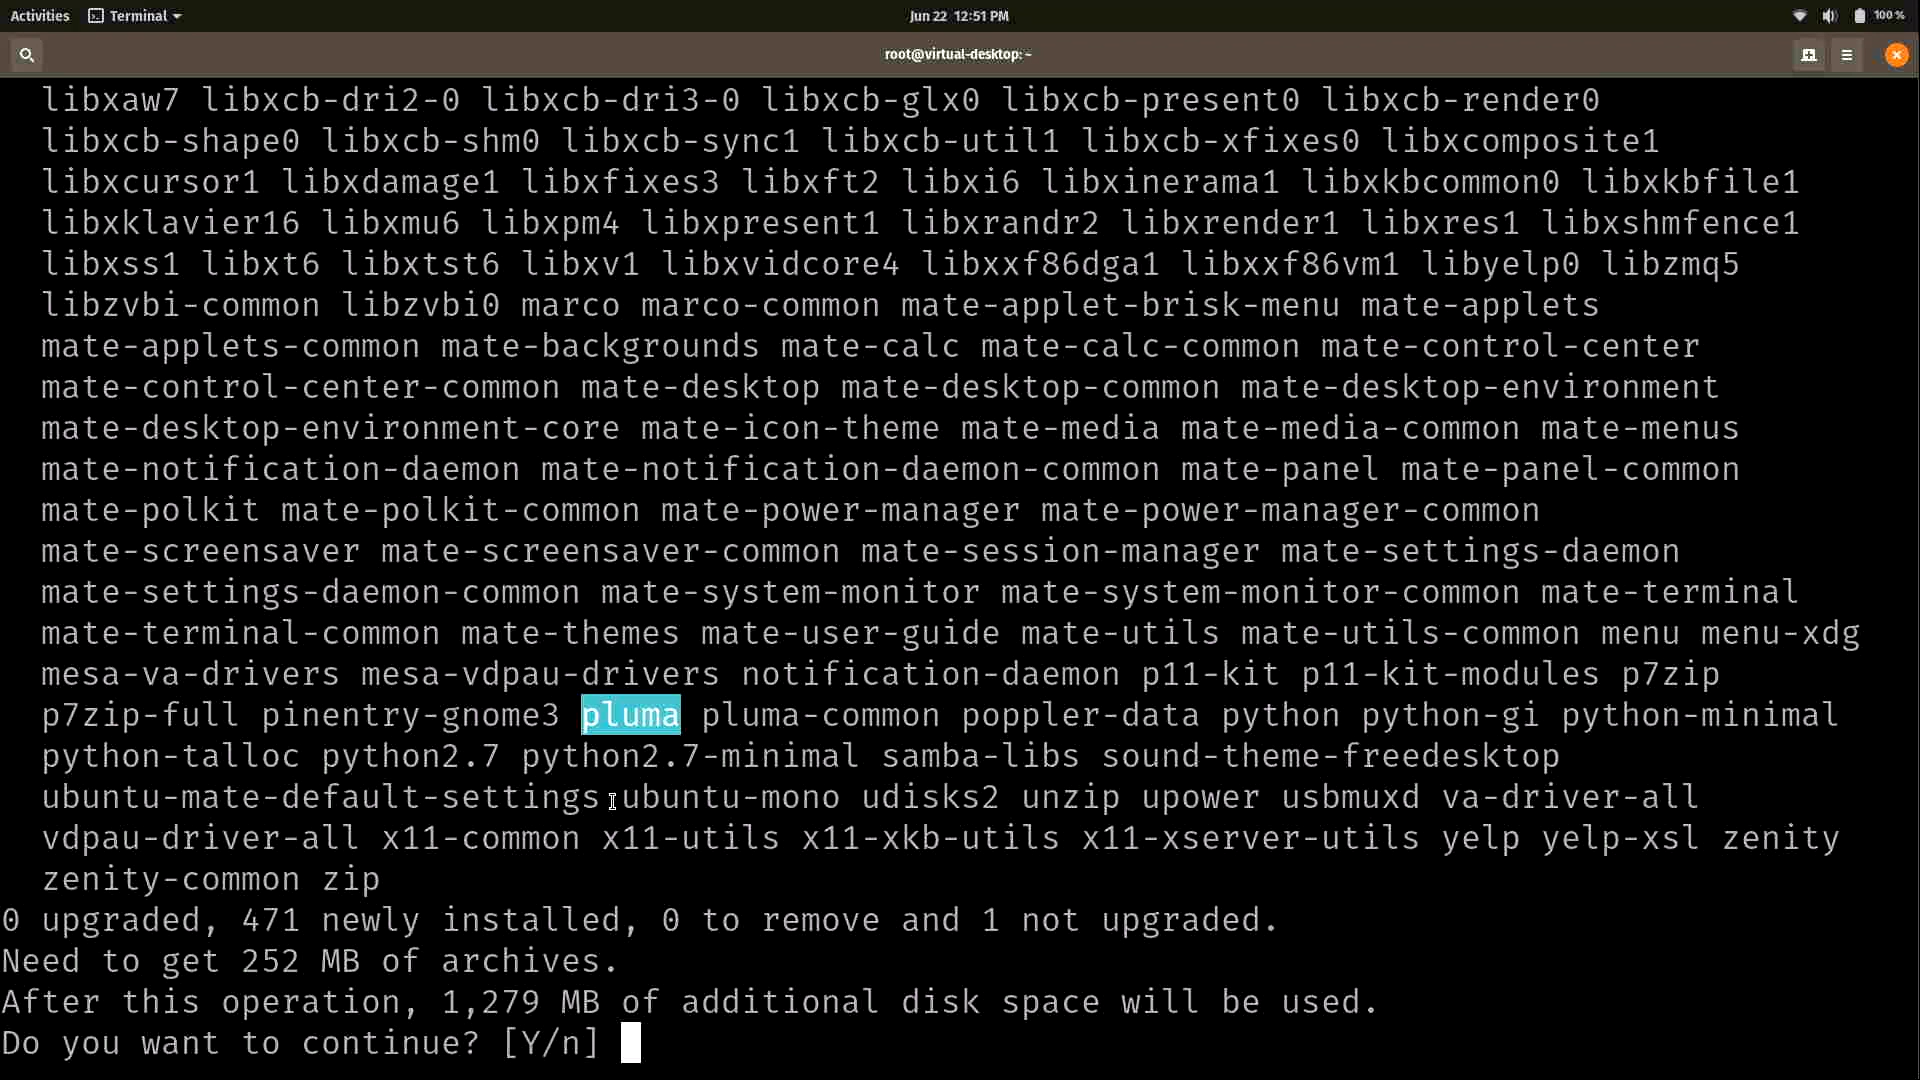 Activities Terminal Jun 22 12:51 PM 100 %
root@virtual-desktop: ~
libxaw7 libxcb-dri2-0 libxcb-dri3-0 libxcb-glx0 libxcb-present0 libxcb-render0
libxcb-shape0 libxcb-shm0 libxcb-sync1 libxcb-util1 libxcb-xfixes0 libxcomposite1
libxcursor1 libxdamage1 libxfixes3 libxft2 libxi6 libxinerama1 libxkbcommon0 libxkbfile1
libxklavier16 libxmu6 libxpm4 libxpresent1 libxrandr2 libxrender1 libxres1 libxshmfence1
libxss1 libxt6 libxtst6 libxv1 libxvidcore4 libxxf86dga1 libxxf86vm1 libyelp0 libzmq5
libzvbi-common libzvbi0 marco marco-common mate-applet-brisk-menu mate-applets
mate-applets-common mate-backgrounds mate-calc mate-calc-common mate-control-center
mate-control-center-common mate-desktop mate-desktop-common mate-desktop-environment
mate-desktop-environment-core mate-icon-theme mate-media mate-media-common mate-menus
mate-notification-daemon mate-notification-daemon-common mate-panel mate-panel-common
mate-polkit mate-polkit-common mate-power-manager mate-power-manager-common
mate-screensaver mate-screensaver-common mate-session-manager mate-settings-daemon
mate-settings-daemon-common mate-system-monitor mate-system-monitor-common mate-terminal
mate-terminal-common mate-themes mate-user-guide mate-utils mate-utils-common menu menu-xdg
mesa-va-drivers mesa-vdpau-drivers notification-daemon p11-kit p11-kit-modules p7zip
p7zip-full pinentry-gnome3 pluma pluma-common poppler-data python python-gi python-minimal
python-talloc python2.7 python2.7-minimal samba-libs sound-theme-freedesktop
ubuntu-mate-default-settings ubuntu-mono udisks2 unzip upower usbmuxd va-driver-all
vdpau-driver-all x11-common x11-utils x11-xkb-utils x11-xserver-utils yelp yelp-xsl zenity
zenity-common zip
0 upgraded, 471 newly installed, 0 to remove and 1 not upgraded.
Need to get 252 MB of archives.
After this operation, 1,279 MB of additional disk space will be used.
Do you want to continue? [Y/n]